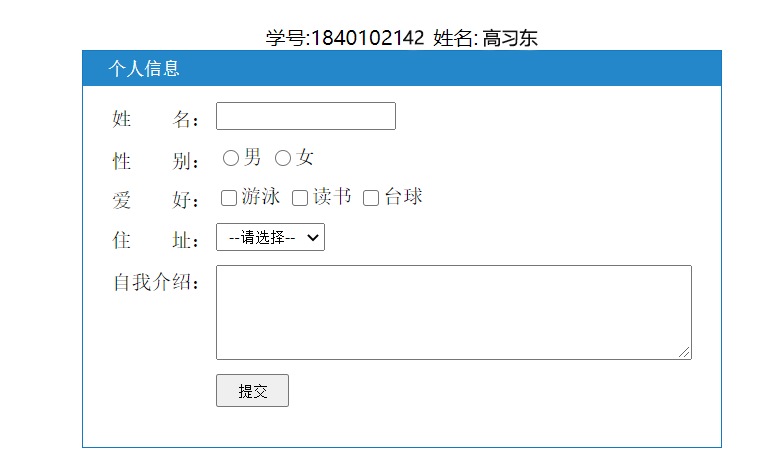 学号:1840102142 姓名: 高习东
个人信息
姓 名：
性 别： 男 女
爱 好： 游泳 读书 台球
住 址： --请选择--
自我介绍：
提交